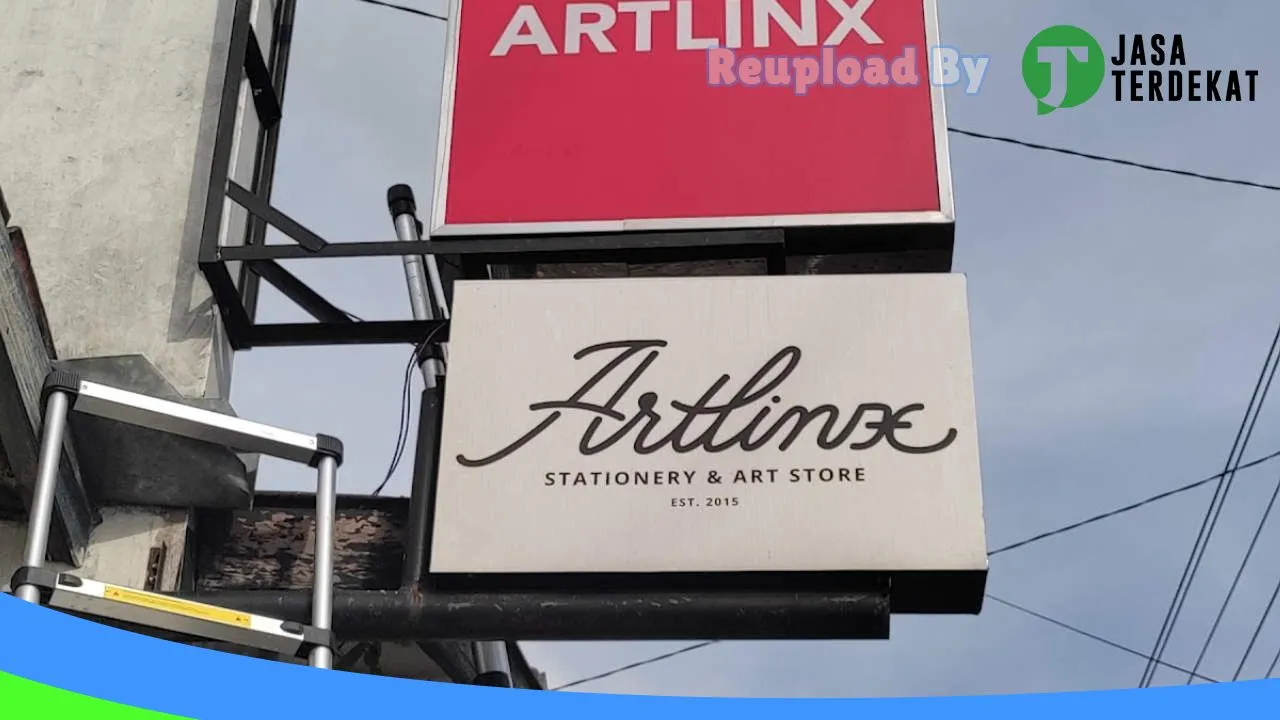 ARTLINX
Reupload By
JASA
TERDEKAT
Artlinx
STATIONERY & ART STORE
EST. 2015